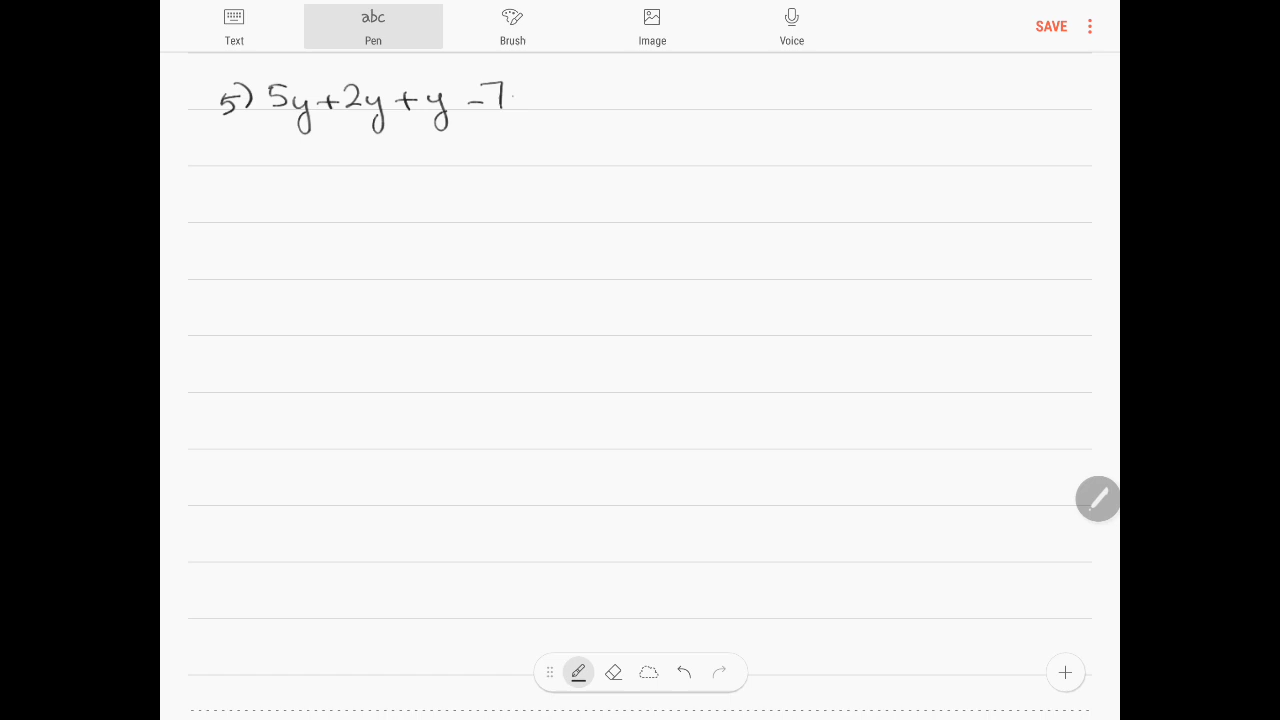 Text
abc
Pen
Brush
Image
Voice
SAVE
5) 5y+2y+y -7